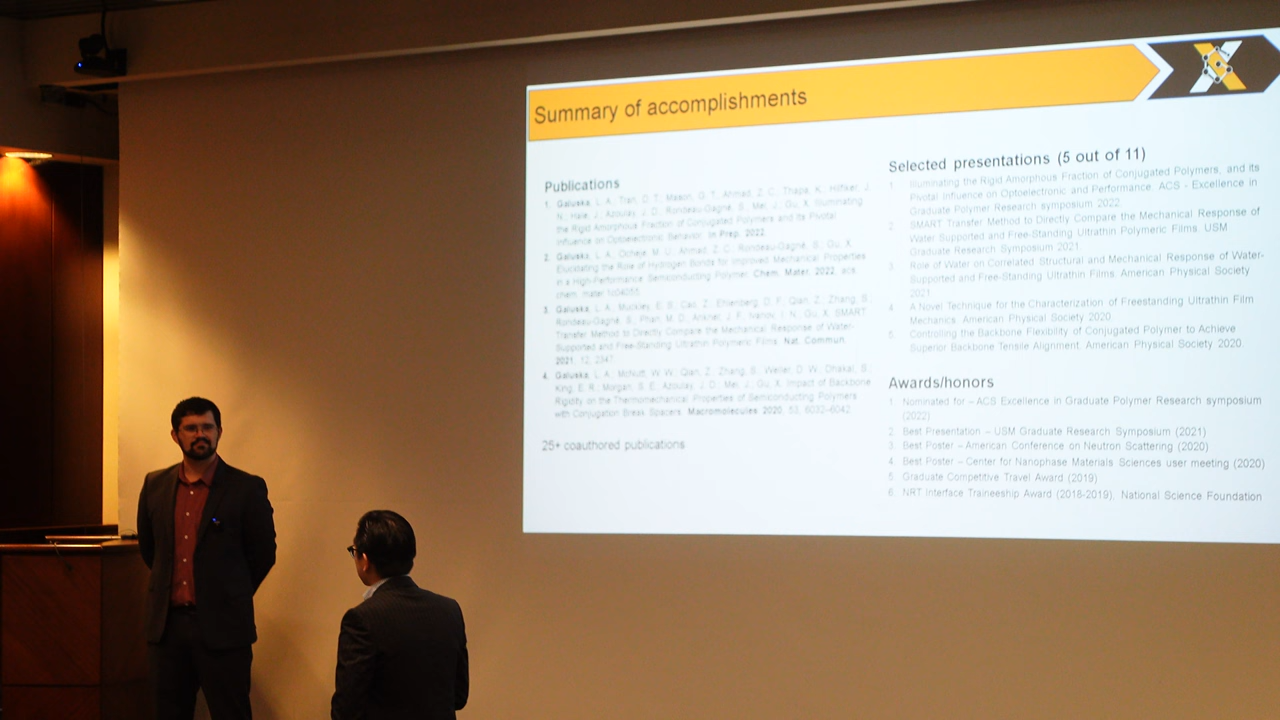 Summary of accomplishments
Publications
1. Galuska, L. A.; Tran, D. T.; Mason, G. T.; Ahmad, Z. C.; Thapa, K.; Hilfiker, J.
N.; Hale, J.; Azoulay, J. D.; Rondeau-Gagné, S.; Mei, J.; Gu, X. Illuminating
the Rigid Amorphous Fraction of Conjugated Polymers and its Pivotal
Influence on Optoelectronic Behavior. In Prep. 2022
2. Galuska, L. A.; Ocheje, M. U.; Ahmad, Z. C.; Rondeau-Gagné, S.; Gu, X.
Elucidating the Role of Hydrogen Bonds for Improved Mechanical Properties
in a High-Performance Semiconducting Polymer. Chem. Mater. 2022, acs.
3. Galuska, L. A.; Muckley, E. S.; Cao, Z.; Ehlenberg, D. F.; Qian, Z.; Zhang, S.;
Rondeau-Gagné, S.; Phan, M. D.; Ankner, J. F.; Ivanov, I. N.; Gu, X. SMART
Transfer Method to Directly Compare the Mechanical Response of Water-
Supported and Free-Standing Ultrathin Polymeric Films. Nat. Commun.
2021, 12, 2347.
4. Galuska, L. A.; McNutt, W. W.; Qian, Z.; Zhang, S.; Weller, D. W.; Dhakal, S.;
King, E. R.; Morgan, S. E.; Azoulay, J. D.; Mei, J.; Gu, X. Impact of Backbone
Rigidity on the Thermomechanical Properties of Semiconducting Polymers
with Conjugation Break Spacers. Macromolecules 2020, 53, 6032–6042.
25+ coauthored publications
Selected presentations (5 out of 11)
1. Illuminating the Rigid Amorphous Fraction of Conjugated Polymers, and its
Pivotal Influence on Optoelectronic and Performance. ACS - Excellence in
Graduate Polymer Research symposium 2022.
2. SMART Transfer Method to Directly Compare the Mechanical Response of
Water Supported and Free-Standing Ultrathin Polymeric Films. USM
Graduate Research Symposium 2021.
3. Role of Water on Correlated Structural and Mechanical Response of Water-
Supported and Free-Standing Ultrathin Films. American Physical Society
2021.
4. A Novel Technique for the Characterization of Freestanding Ultrathin Film
Mechanics. American Physical Society 2020.
5. Controlling the Backbone Flexibility of Conjugated Polymer to Achieve
Superior Backbone Tensile Alignment. American Physical Society 2020.
Awards/honors
1. Nominated for – ACS Excellence in Graduate Polymer Research symposium
(2022)
2. Best Presentation – USM Graduate Research Symposium (2021)
3. Best Poster – American Conference on Neutron Scattering (2020)
4. Best Poster – Center for Nanophase Materials Sciences user meeting (2020)
5. Graduate Competitive Travel Award (2019)
6. NRT Interface Traineeship Award (2018-2019), National Science Foundation